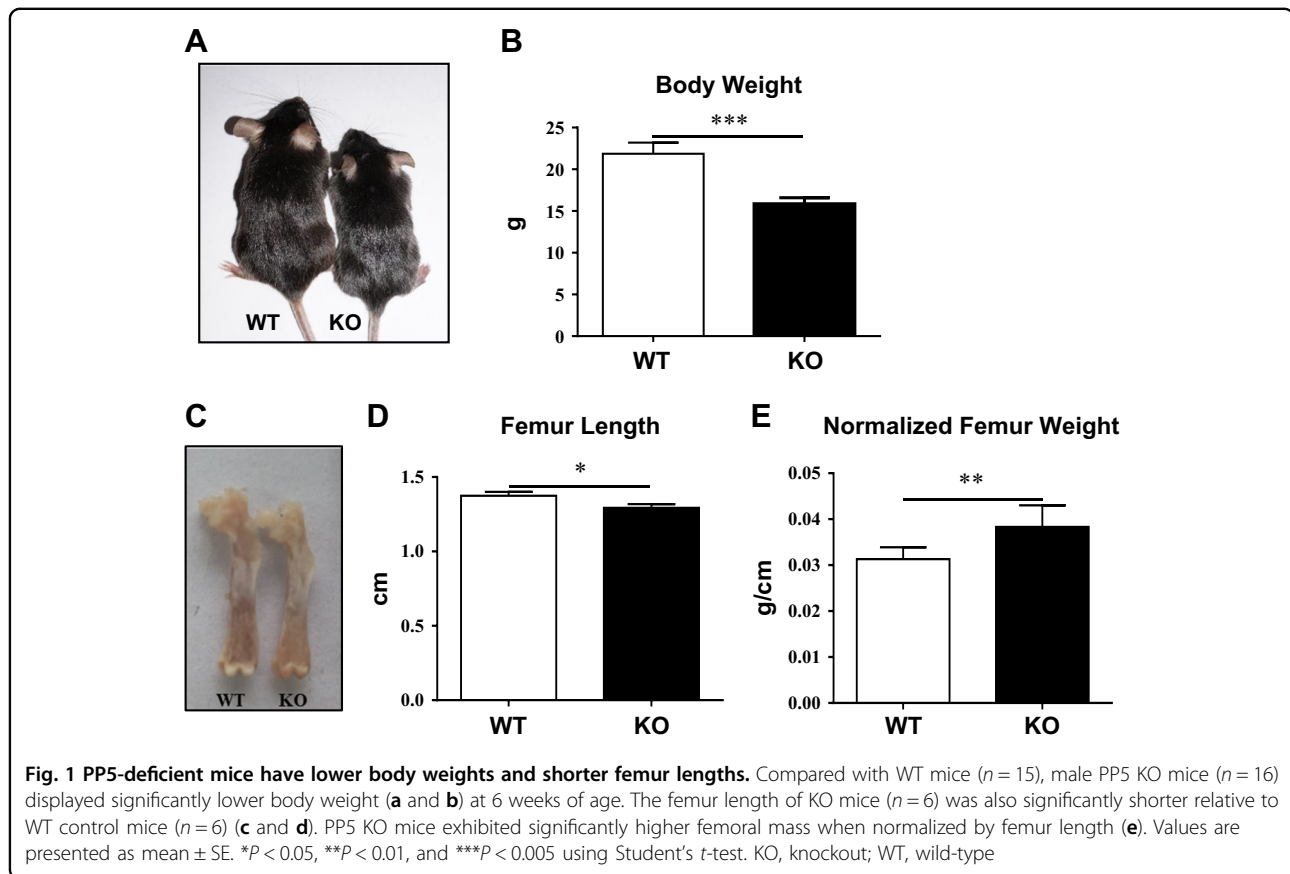 A
WT KO
B
Body Weight
***
25
20
15
10
5
0
g
WT KO
C
WT KO
D
Femur Length
*
1.5
1.0
0.5
0.0
cm
WT KO
E
Normalized Femur Weight
**
0.05
0.04
0.03
0.02
0.01
0.00
g/cm
WT KO
Fig. 1 PP5-deficient mice have lower body weights and shorter femur lengths. Compared with WT mice (n = 15), male PP5 KO mice (n = 16)
displayed significantly lower body weight (a and b) at 6 weeks of age. The femur length of KO mice (n = 6) was also significantly shorter relative to
WT control mice (n = 6) (c and d). PP5 KO mice exhibited significantly higher femoral mass when normalized by femur length (e). Values are
presented as mean ± SE. *P < 0.05, **P < 0.01, and ***P < 0.005 using Student’s t-test. KO, knockout; WT, wild-type